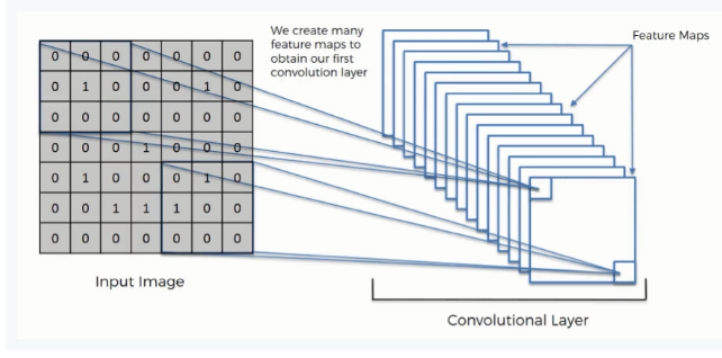 We create many
feature maps to
obtain our first
convolution layer
Feature Maps
0 0 0 0 0 0 0
0 1 0 0 0 1 0
0 0 0 0 0 0 0
0 0 0 1 0 0 0
0 1 0 0 0 1 0
0 0 1 1 1 0 0
0 0 0 0 0 0 0
Input Image
Convolutional Layer